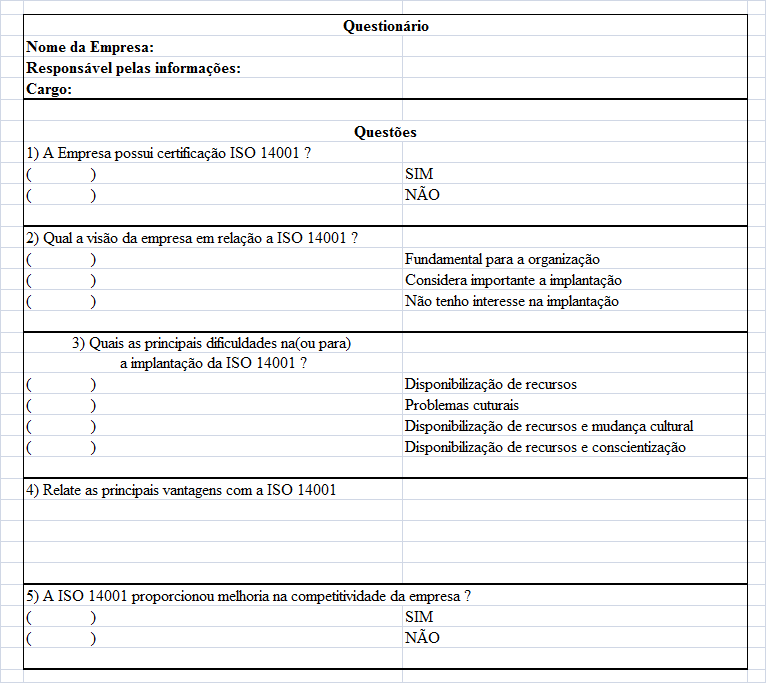 Questionário
Nome da Empresa:
Responsável pelas informações:
Cargo:
Questões
1) A Empresa possui certificação ISO 14001 ?
( ) SIM
( ) NÃO
2) Qual a visão da empresa em relação a ISO 14001 ?
( ) Fundamental para a organização
( ) Considera importante a implantação
( ) Não tenho interesse na implantação
3) Quais as principais dificuldades na(ou para)
a implantação da ISO 14001 ?
( ) Disponibilização de recursos
( ) Problemas cuturais
( ) Disponibilização de recursos e mudança cultural
( ) Disponibilização de recursos e conscientização
4) Relate as principais vantagens com a ISO 14001
5) A ISO 14001 proporcionou melhoria na competitividade da empresa ?
( ) SIM
( ) NÃO